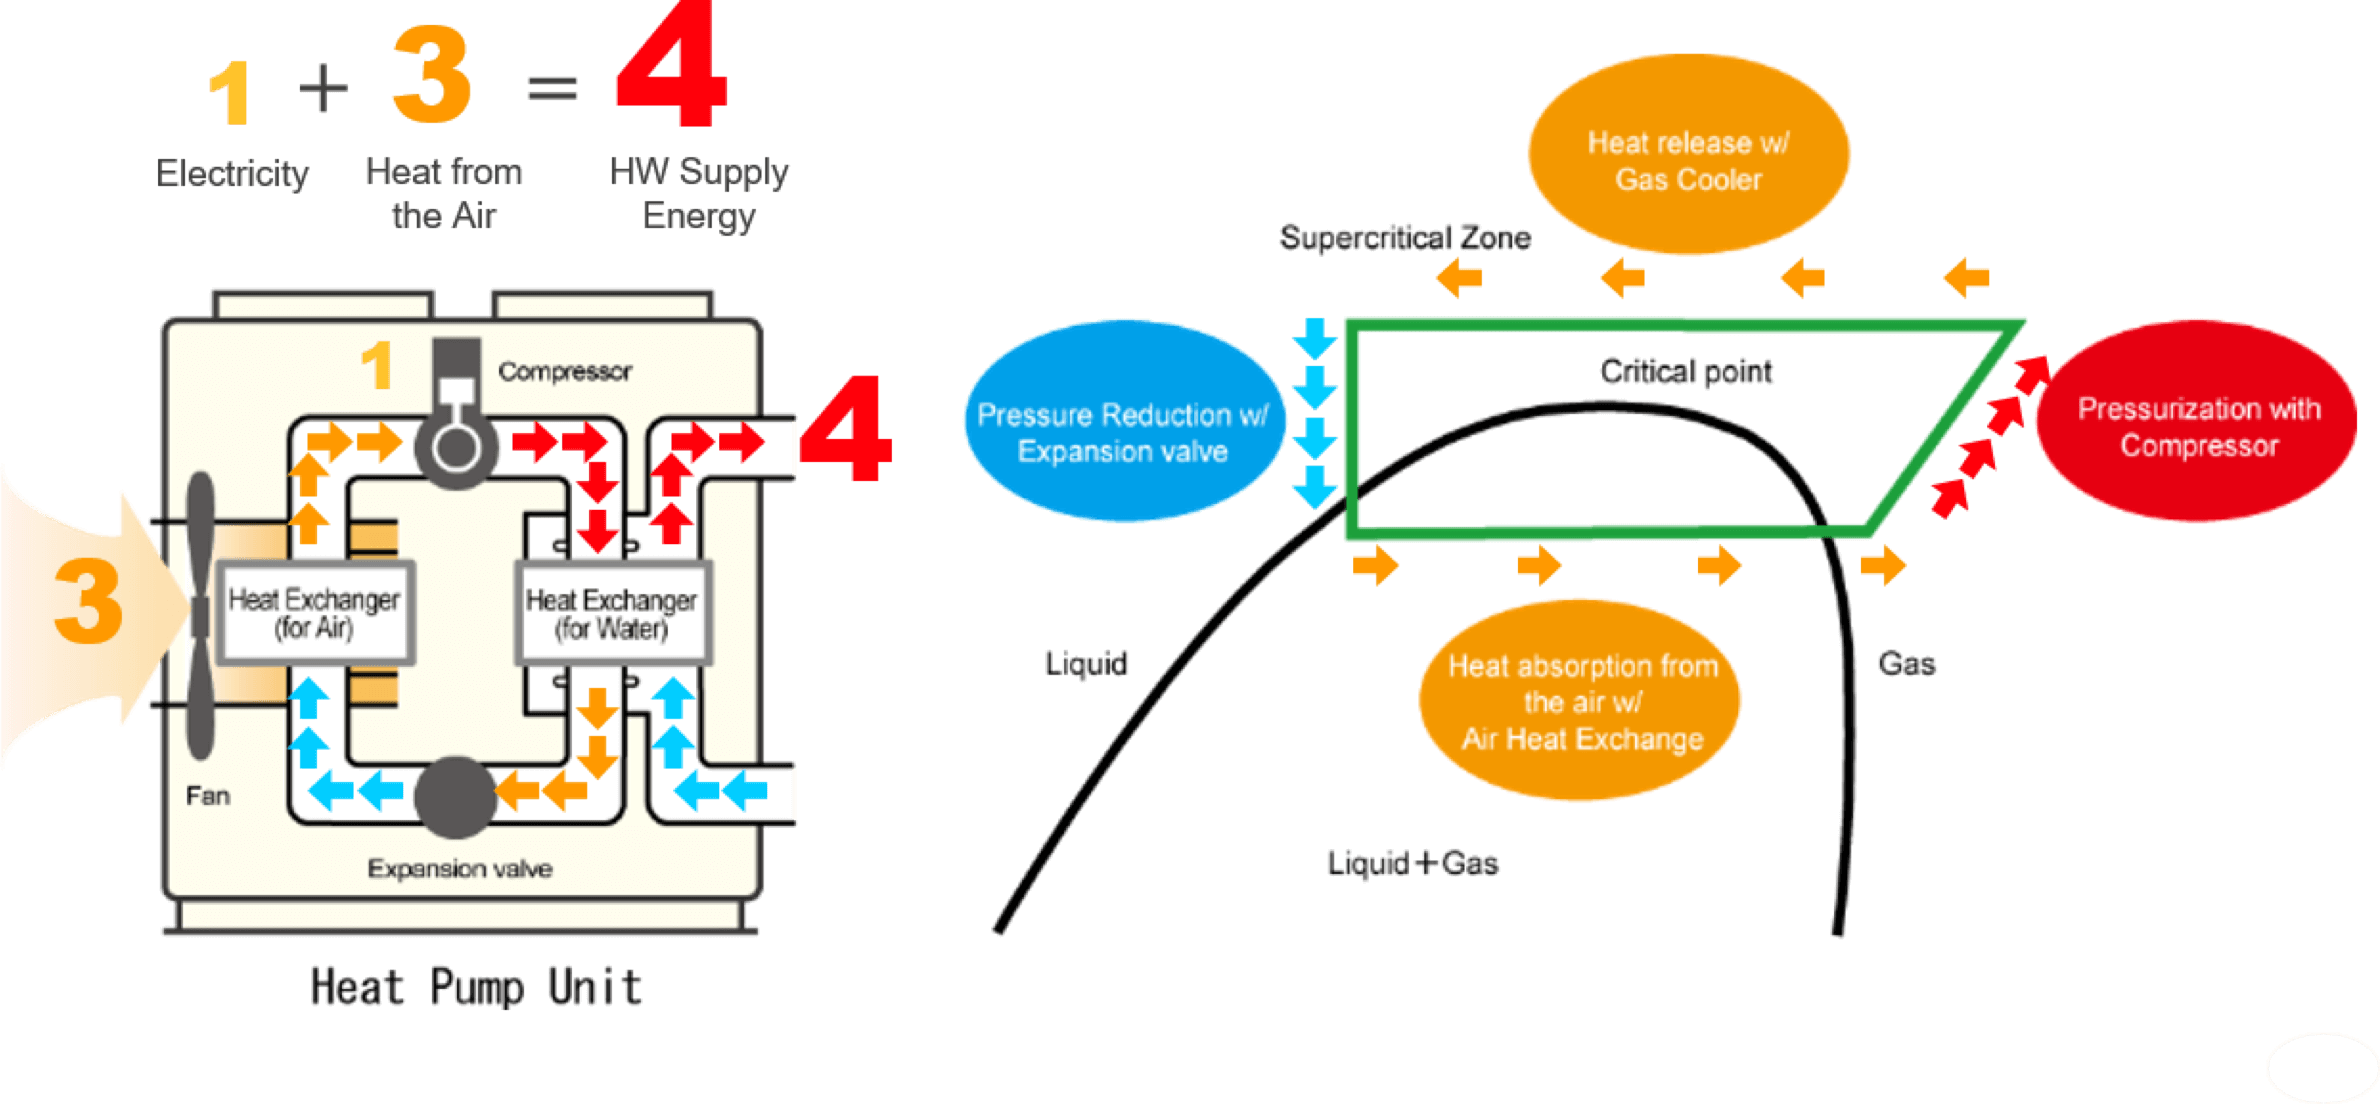 1 + 3 = 4
Electricity
Heat from
the Air
HW Supply
Energy
1
Compressor
4
3
Heat Exchanger
(for Air)
Heat Exchanger
(for Water)
Fan
Expansion valve
Heat Pump Unit
Heat release w/
Gas Cooler
Supercritical Zone
Pressure Reduction w/
Expansion valve
Critical point
Pressurization with
Compressor
Liquid
Heat absorption from
the air w/
Air Heat Exchange
Gas
Liquid+Gas